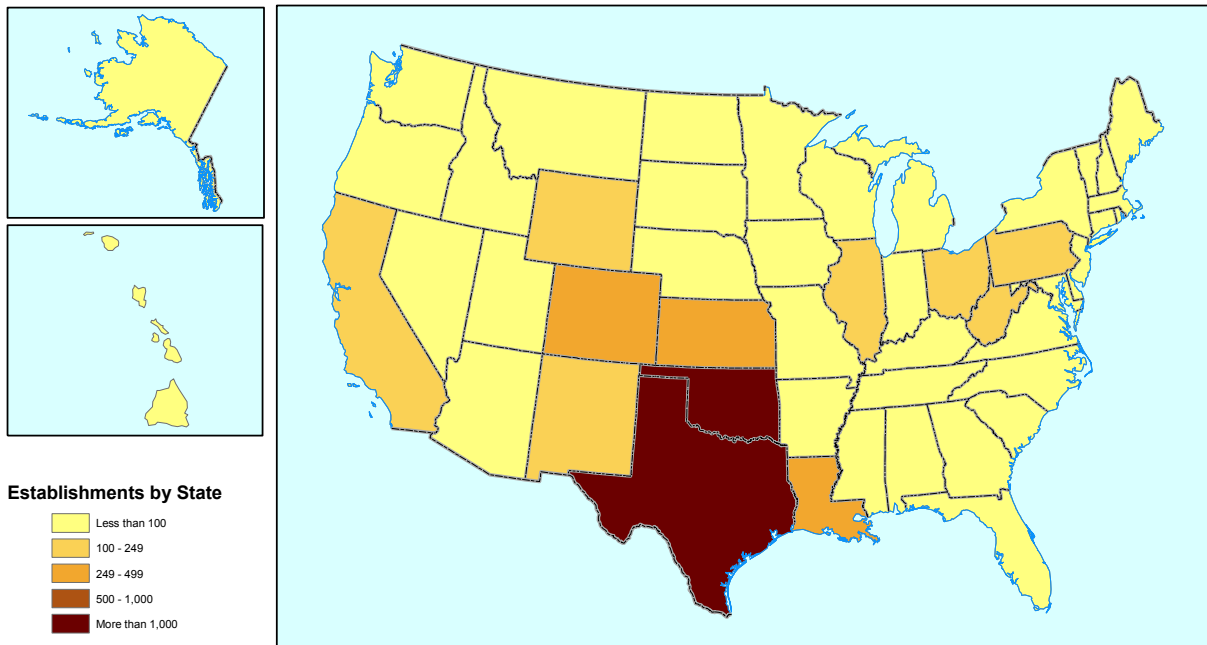 Establishments by State
Less than 100
100 - 249
249 - 499
500 - 1,000
More than 1,000